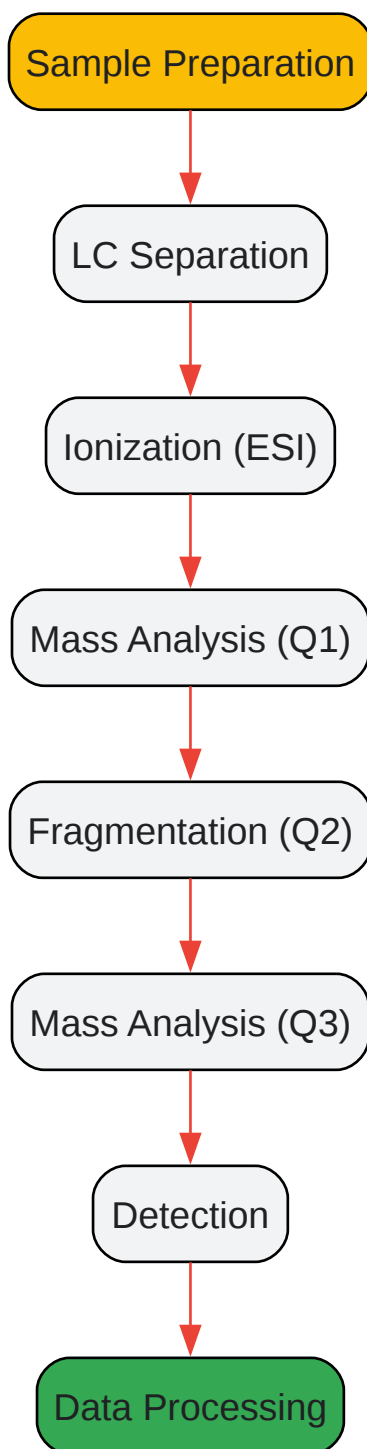 Sample Preparation
LC Separation
Ionization (ESI)
Mass Analysis (Q1)
Fragmentation (Q2)
Mass Analysis (Q3)
Detection
Data Processing